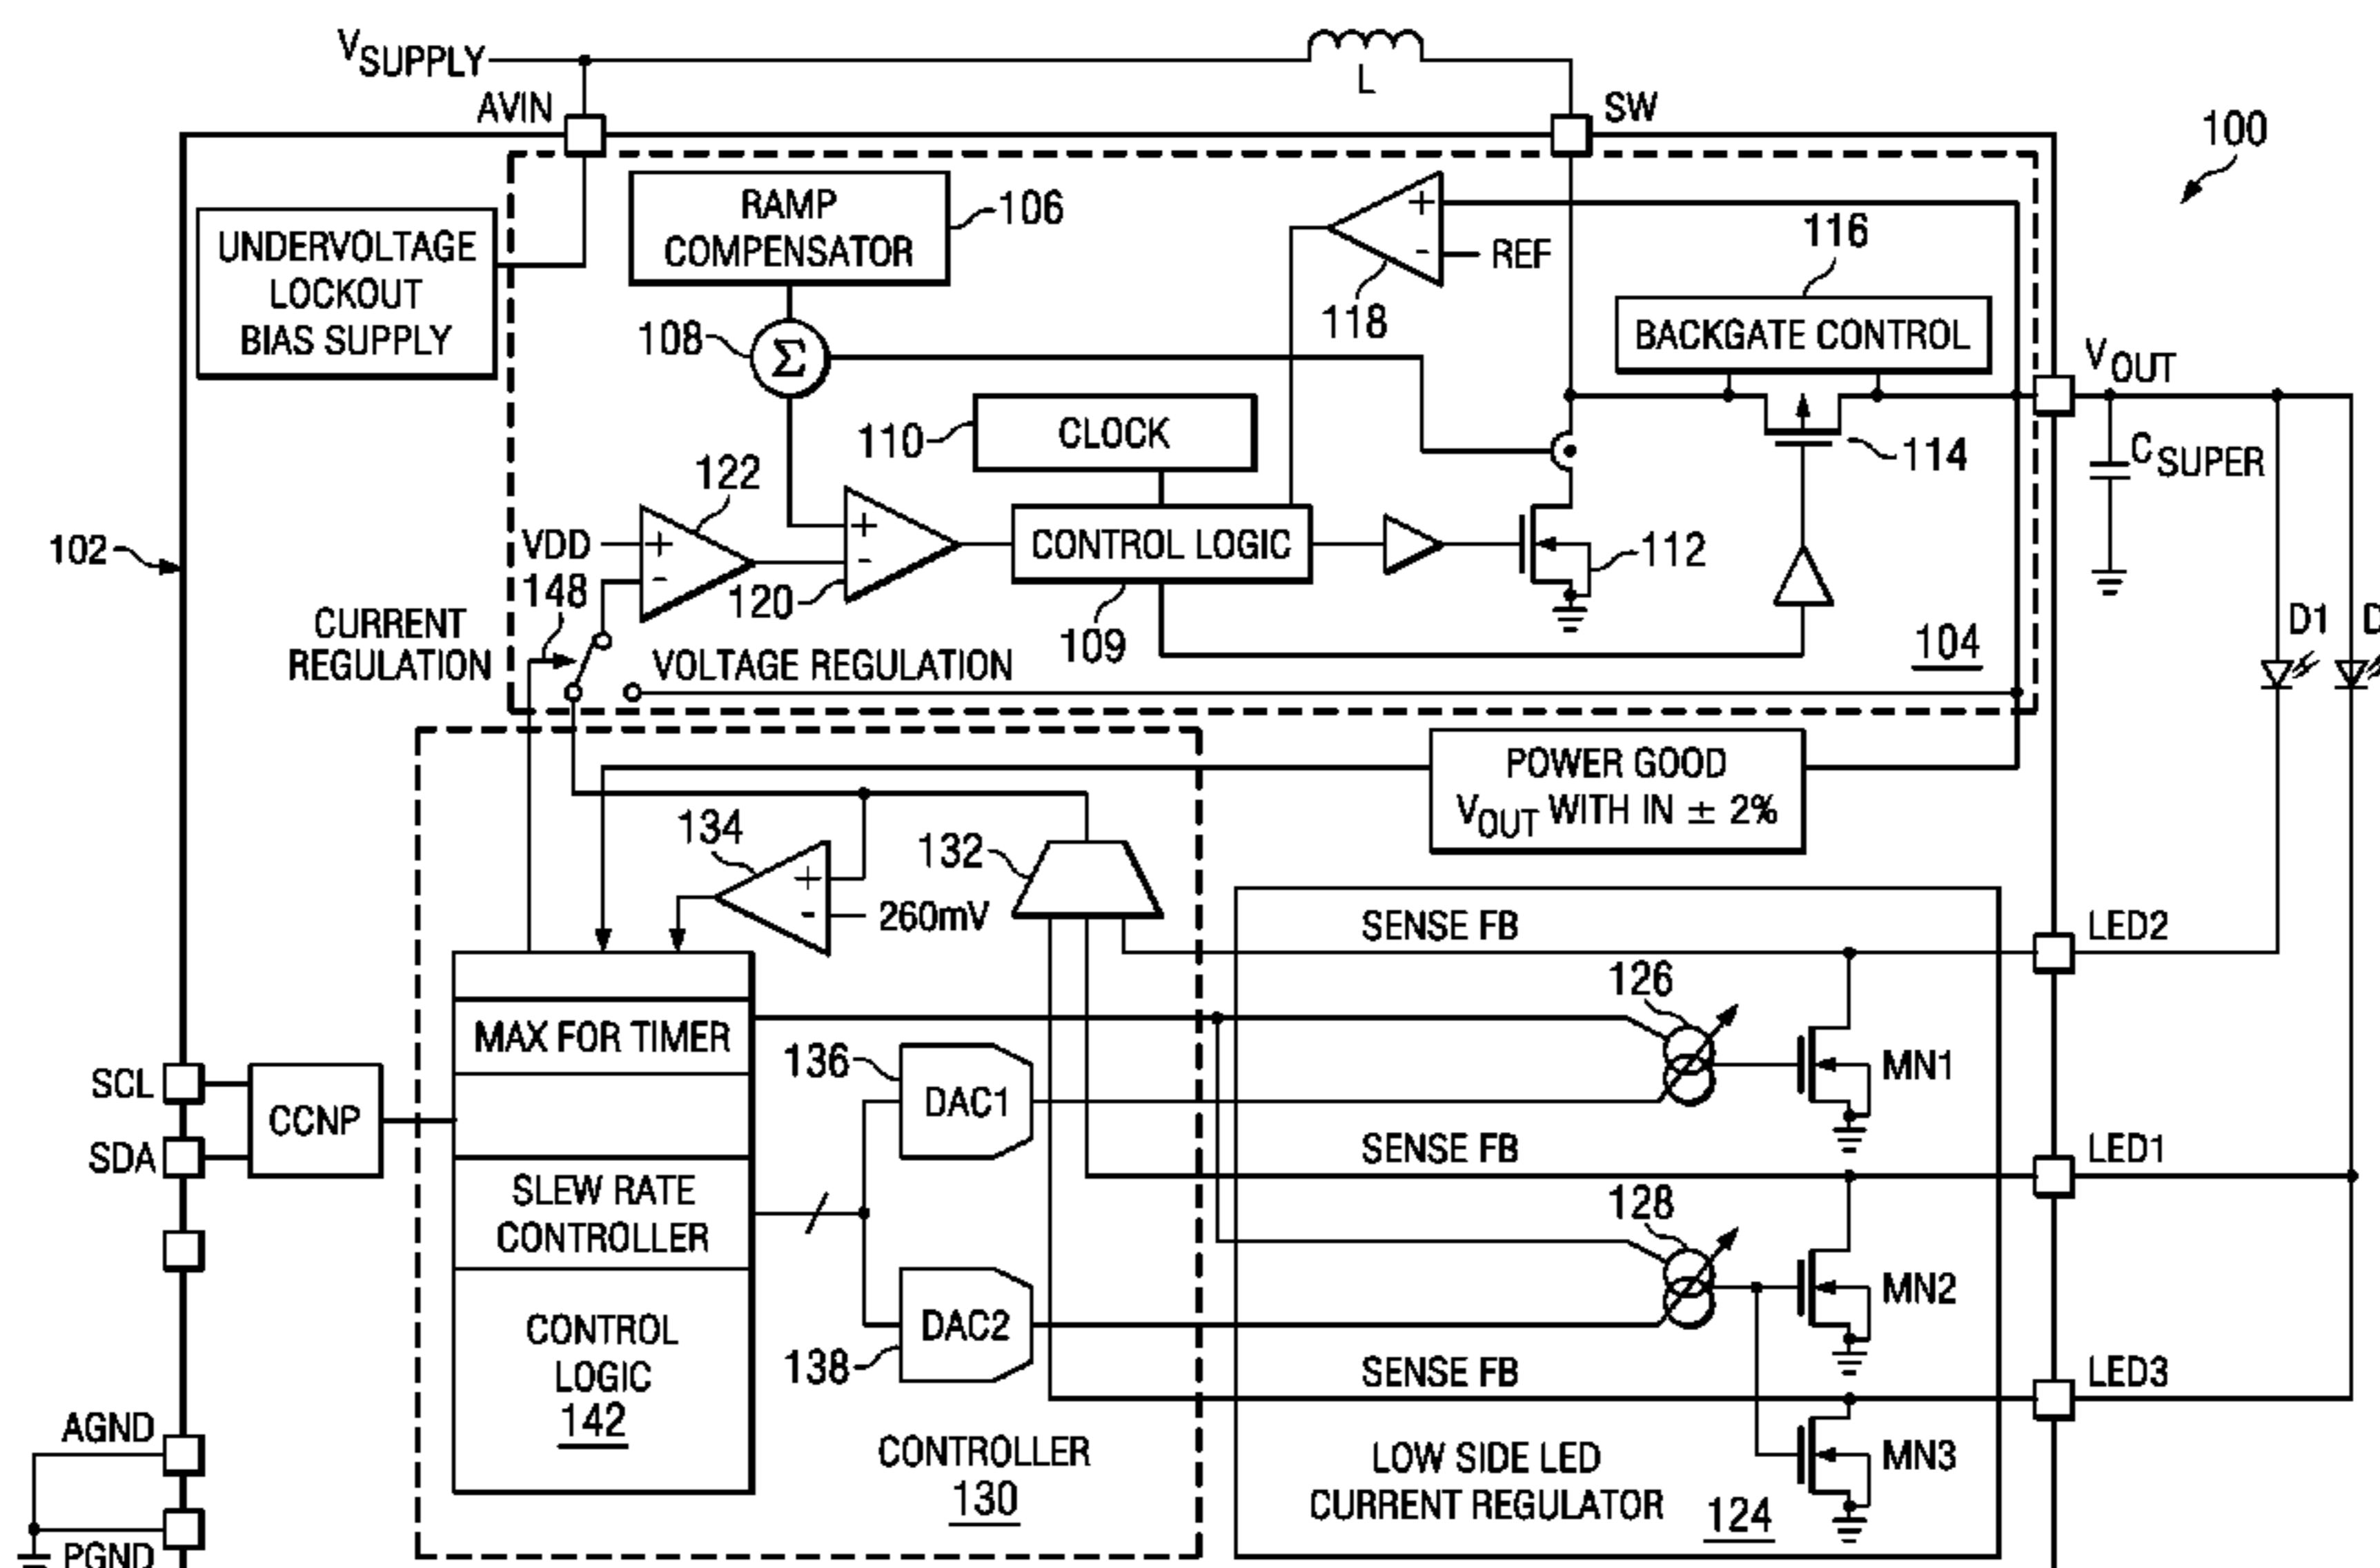 VSUPPLY
L
AVIN
SW
100
RAMP
COMPENSATOR
106
UNDERVOLTAGE
LOCKOUT
BIAS SUPPLY
+
-
REF
118
116
BACKGATE CONTROL
108
Σ
VOUT
CSUPER
110
CLOCK
114
122
VDD
+
-
+
-
120
CONTROL LOGIC
109
112
102
148
CURRENT
REGULATION
VOLTAGE REGULATION
104
D1
D
POWER GOOD
VOUT WITH IN ± 2%
134
+
-
260mV
132
SENSE FB
LED2
126
MAX FOR TIMER
136
DAC1
MN1
SCL
SDA
CCNP
SENSE FB
LED1
SLEW RATE
CONTROLLER
128
DAC2
138
MN2
CONTROL
LOGIC
142
SENSE FB
LED3
AGND
PGND
CONTROLLER
130
LOW SIDE LED
CURRENT REGULATOR
124
MN3